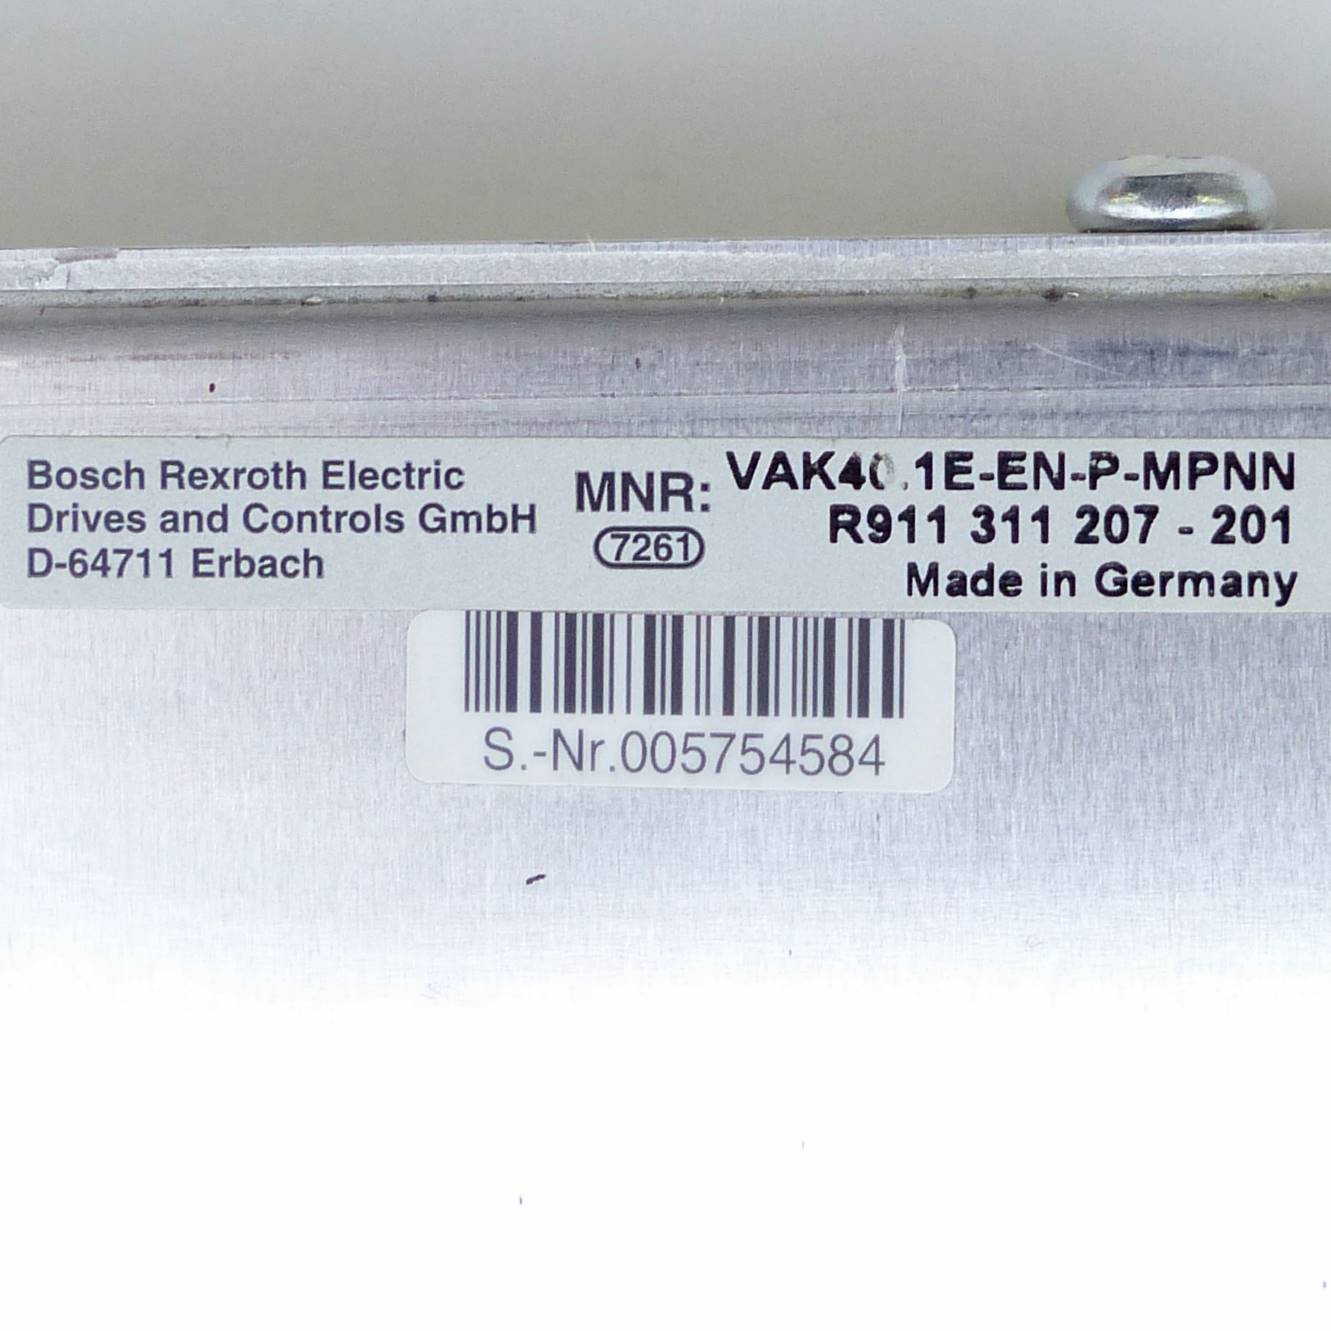 Bosch Rexroth Electric
Drives and Controls GmbH
D-64711 Erbach
MNR:
7261
VAK40.1E-EN-P-MPNN
R911 311 207 - 201
Made in Germany
S.-Nr.005754584